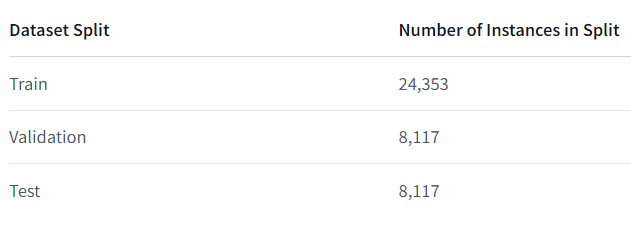 Dataset Split Number of Instances in Split
Train 24,353
Validation 8,117
Test 8,117